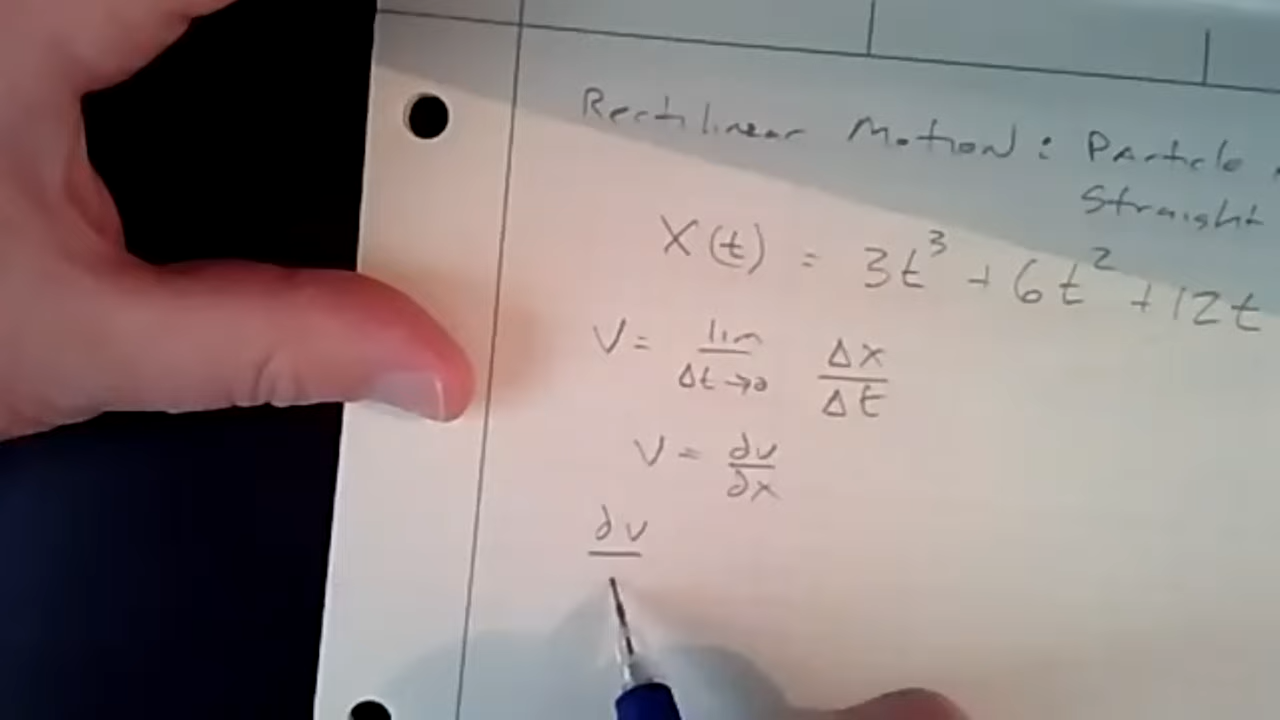 Rectilinear Motion: Particle
Straight
X(t) = 3t³ + 6t² + 12t
V = lim Δt→0 Δx/Δt
V = ∂v/∂x
∂v